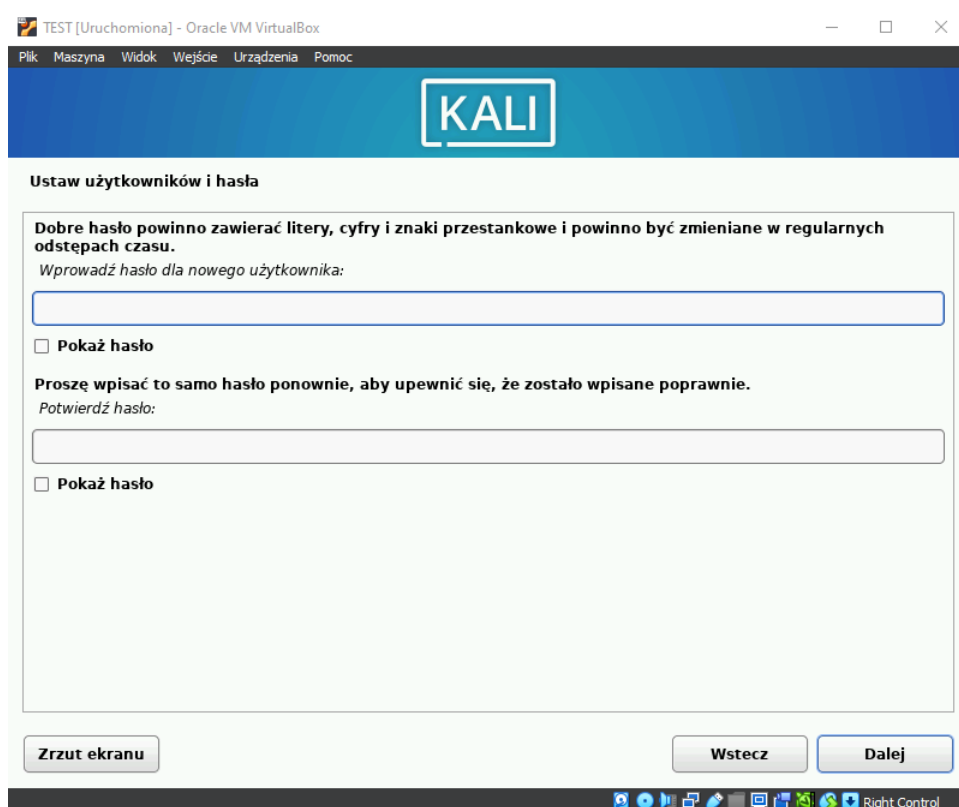 TEST [Uruchomiona] - Oracle VM VirtualBox
Plik Maszyna Widok Wejście Urządzenia Pomoc
KALI
Ustaw użytkowników i hasła
Dobre hasło powinno zawierać litery, cyfry i znaki przestankowe i powinno być zmieniane w regularnych
odstępach czasu.
Wprowadź hasło dla nowego użytkownika:
Pokaż hasło
Proszę wpisać to samo hasło ponownie, aby upewnić się, że zostało wpisane poprawnie.
Potwierdź hasło:
Pokaż hasło
Zrzut ekranu Wstecz Dalej
Right Control